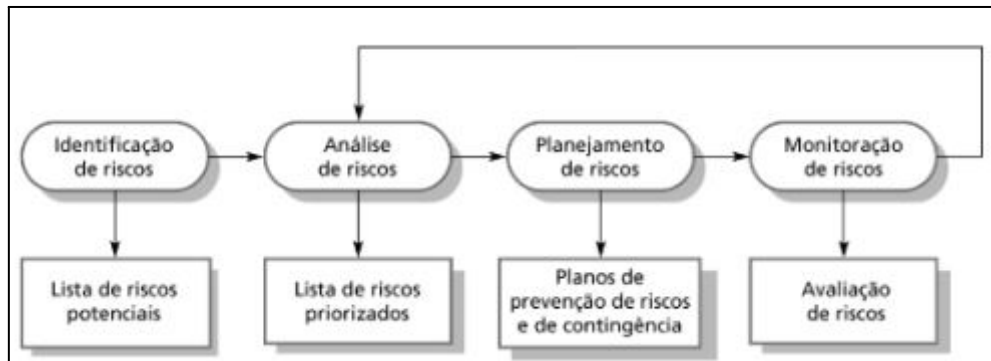 Identificação
de riscos
Análise
de riscos
Planejamento
de riscos
Monitoração
de riscos
Lista de riscos
potenciais
Lista de riscos
priorizados
Planos de
prevenção de riscos
e de contingência
Avaliação
de riscos